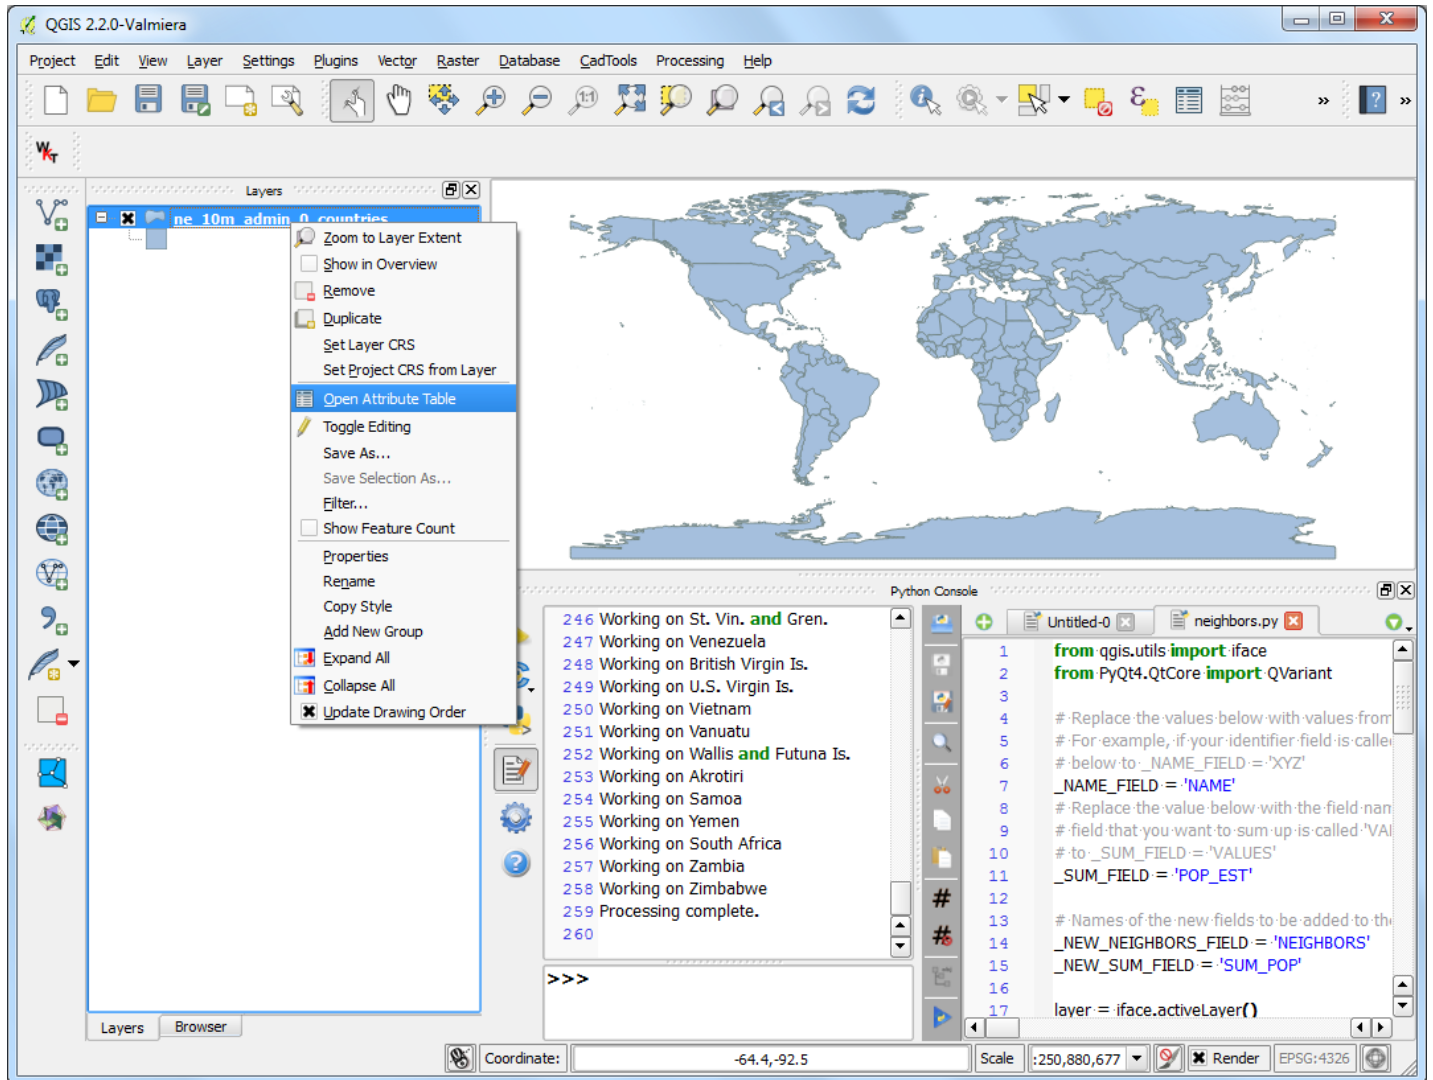 QGIS 2.2.0-Valmiera
Project Edit View Layer Settings Plugins Vector Raster Database CadTools Processing Help
1:1
» ? »
WKT
Layers
ne_10m_admin_0_countries
Zoom to Layer Extent
Show in Overview
Remove
Duplicate
Set Layer CRS
Set Project CRS from Layer
Open Attribute Table
Toggle Editing
Save As...
Save Selection As...
Filter...
Show Feature Count
Properties
Rename
Copy Style
Add New Group
Expand All
Collapse All
Update Drawing Order
Layers Browser
Python Console
246 Working on St. Vin. and Gren.
247 Working on Venezuela
248 Working on British Virgin Is.
249 Working on U.S. Virgin Is.
250 Working on Vietnam
251 Working on Vanuatu
252 Working on Wallis and Futuna Is.
253 Working on Akrotiri
254 Working on Samoa
255 Working on Yemen
256 Working on South Africa
257 Working on Zambia
258 Working on Zimbabwe
259 Processing complete.
260
>>>
Untitled-0 neighbors.py
1 from qgis.utils import iface
2 from PyQt4.QtCore import QVariant
3
4 # Replace the values below with values from
5 # For example, if your identifier field is calle
6 # below to _NAME_FIELD = 'XYZ'
7 _NAME_FIELD = 'NAME'
8 # Replace the value below with the field nam
9 # field that you want to sum up is called 'VAL
10 # to _SUM_FIELD = 'VALUES'
11 _SUM_FIELD = 'POP_EST'
12
13 # Names of the new fields to be added to the
14 _NEW_NEIGHBORS_FIELD = 'NEIGHBORS'
15 _NEW_SUM_FIELD = 'SUM_POP'
16
17 layer = iface.activeLayer()
Coordinate: -64.4,-92.5 Scale :250,880,677 Render EPSG:4326